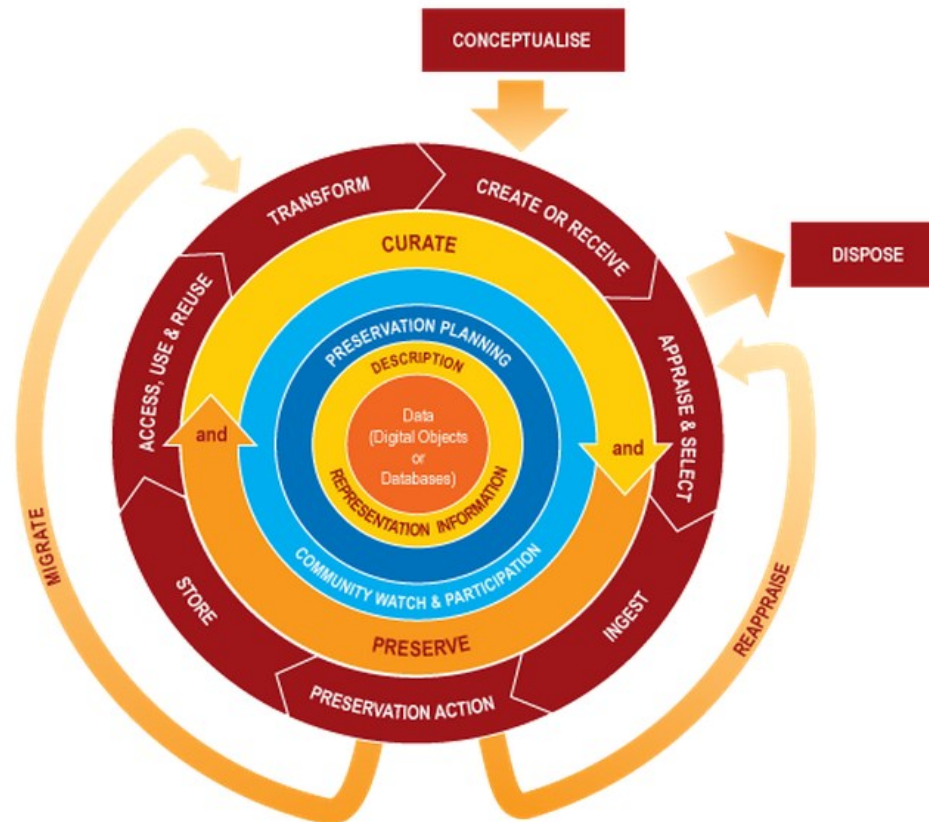 CONCEPTUALISE
TRANSFORM
CREATE OR RECEIVE
DISPOSE
CURATE
ACCESS, USE & REUSE
PRESERVATION PLANNING
DESCRIPTION
APPRAISE & SELECT
Data
(Digital Objects
or
Databases)
and
and
REPRESENTATION INFORMATION
MIGRATE
COMMUNITY WATCH & PARTICIPATION
STORE
INGEST
REAPPRAISE
PRESERVE
PRESERVATION ACTION